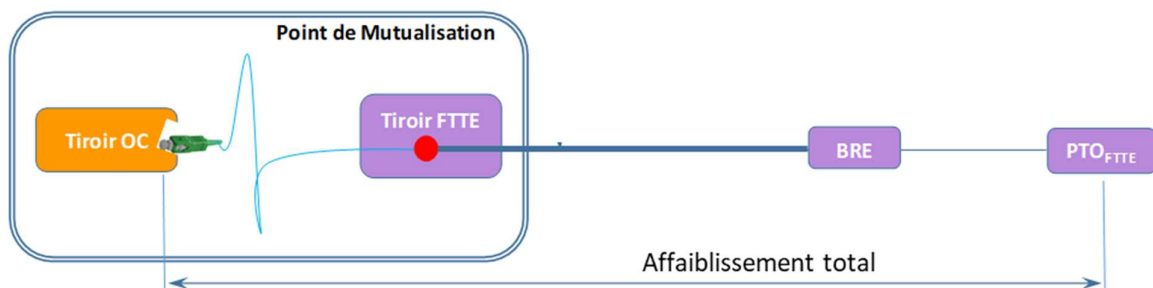 Point de Mutualisation
Tiroir OC
Tiroir FTTE
BRE
PTOFTTE
Affaiblissement total